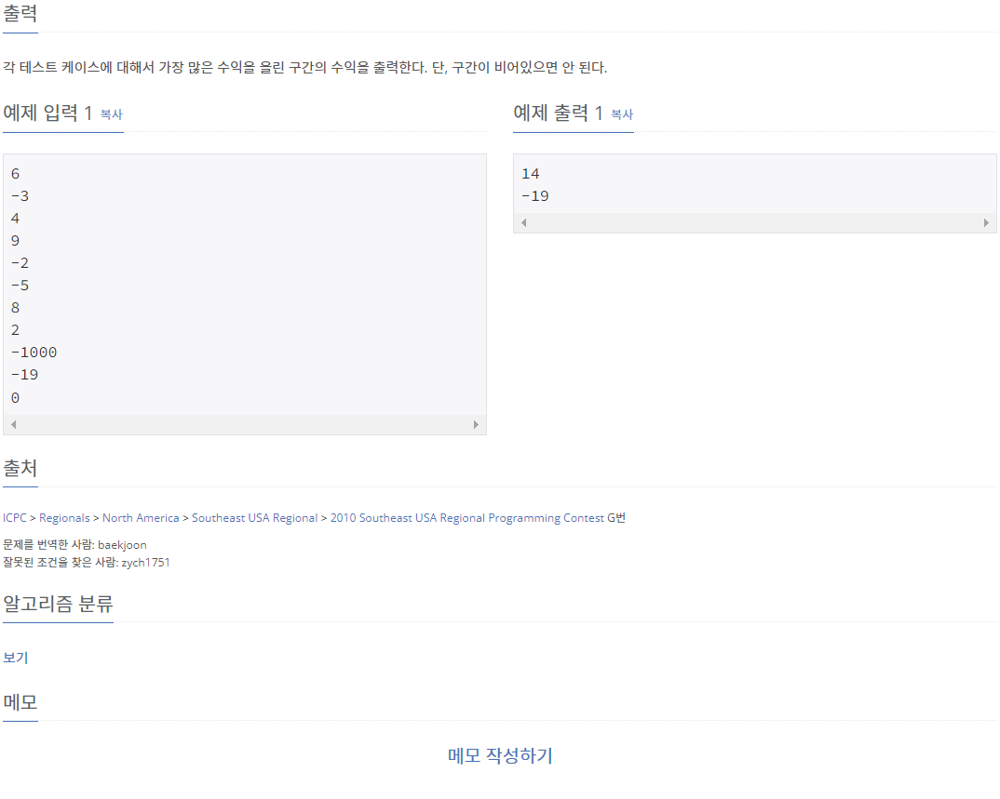 출력
각 테스트 케이스에 대해서 가장 많은 수익을 올린 구간의 수익을 출력한다. 단, 구간이 비어있으면 안 된다.
예제 입력 1 복사
6
-3
4
9
-2
-5
8
2
-1000
-19
0
예제 출력 1 복사
14
-19
출처
ICPC > Regionals > North America > Southeast USA Regional > 2010 Southeast USA Regional Programming Contest G번
문제를 번역한 사람: baekjoon
잘못된 조건을 찾은 사람: zych1751
알고리즘 분류
보기
메모
메모 작성하기